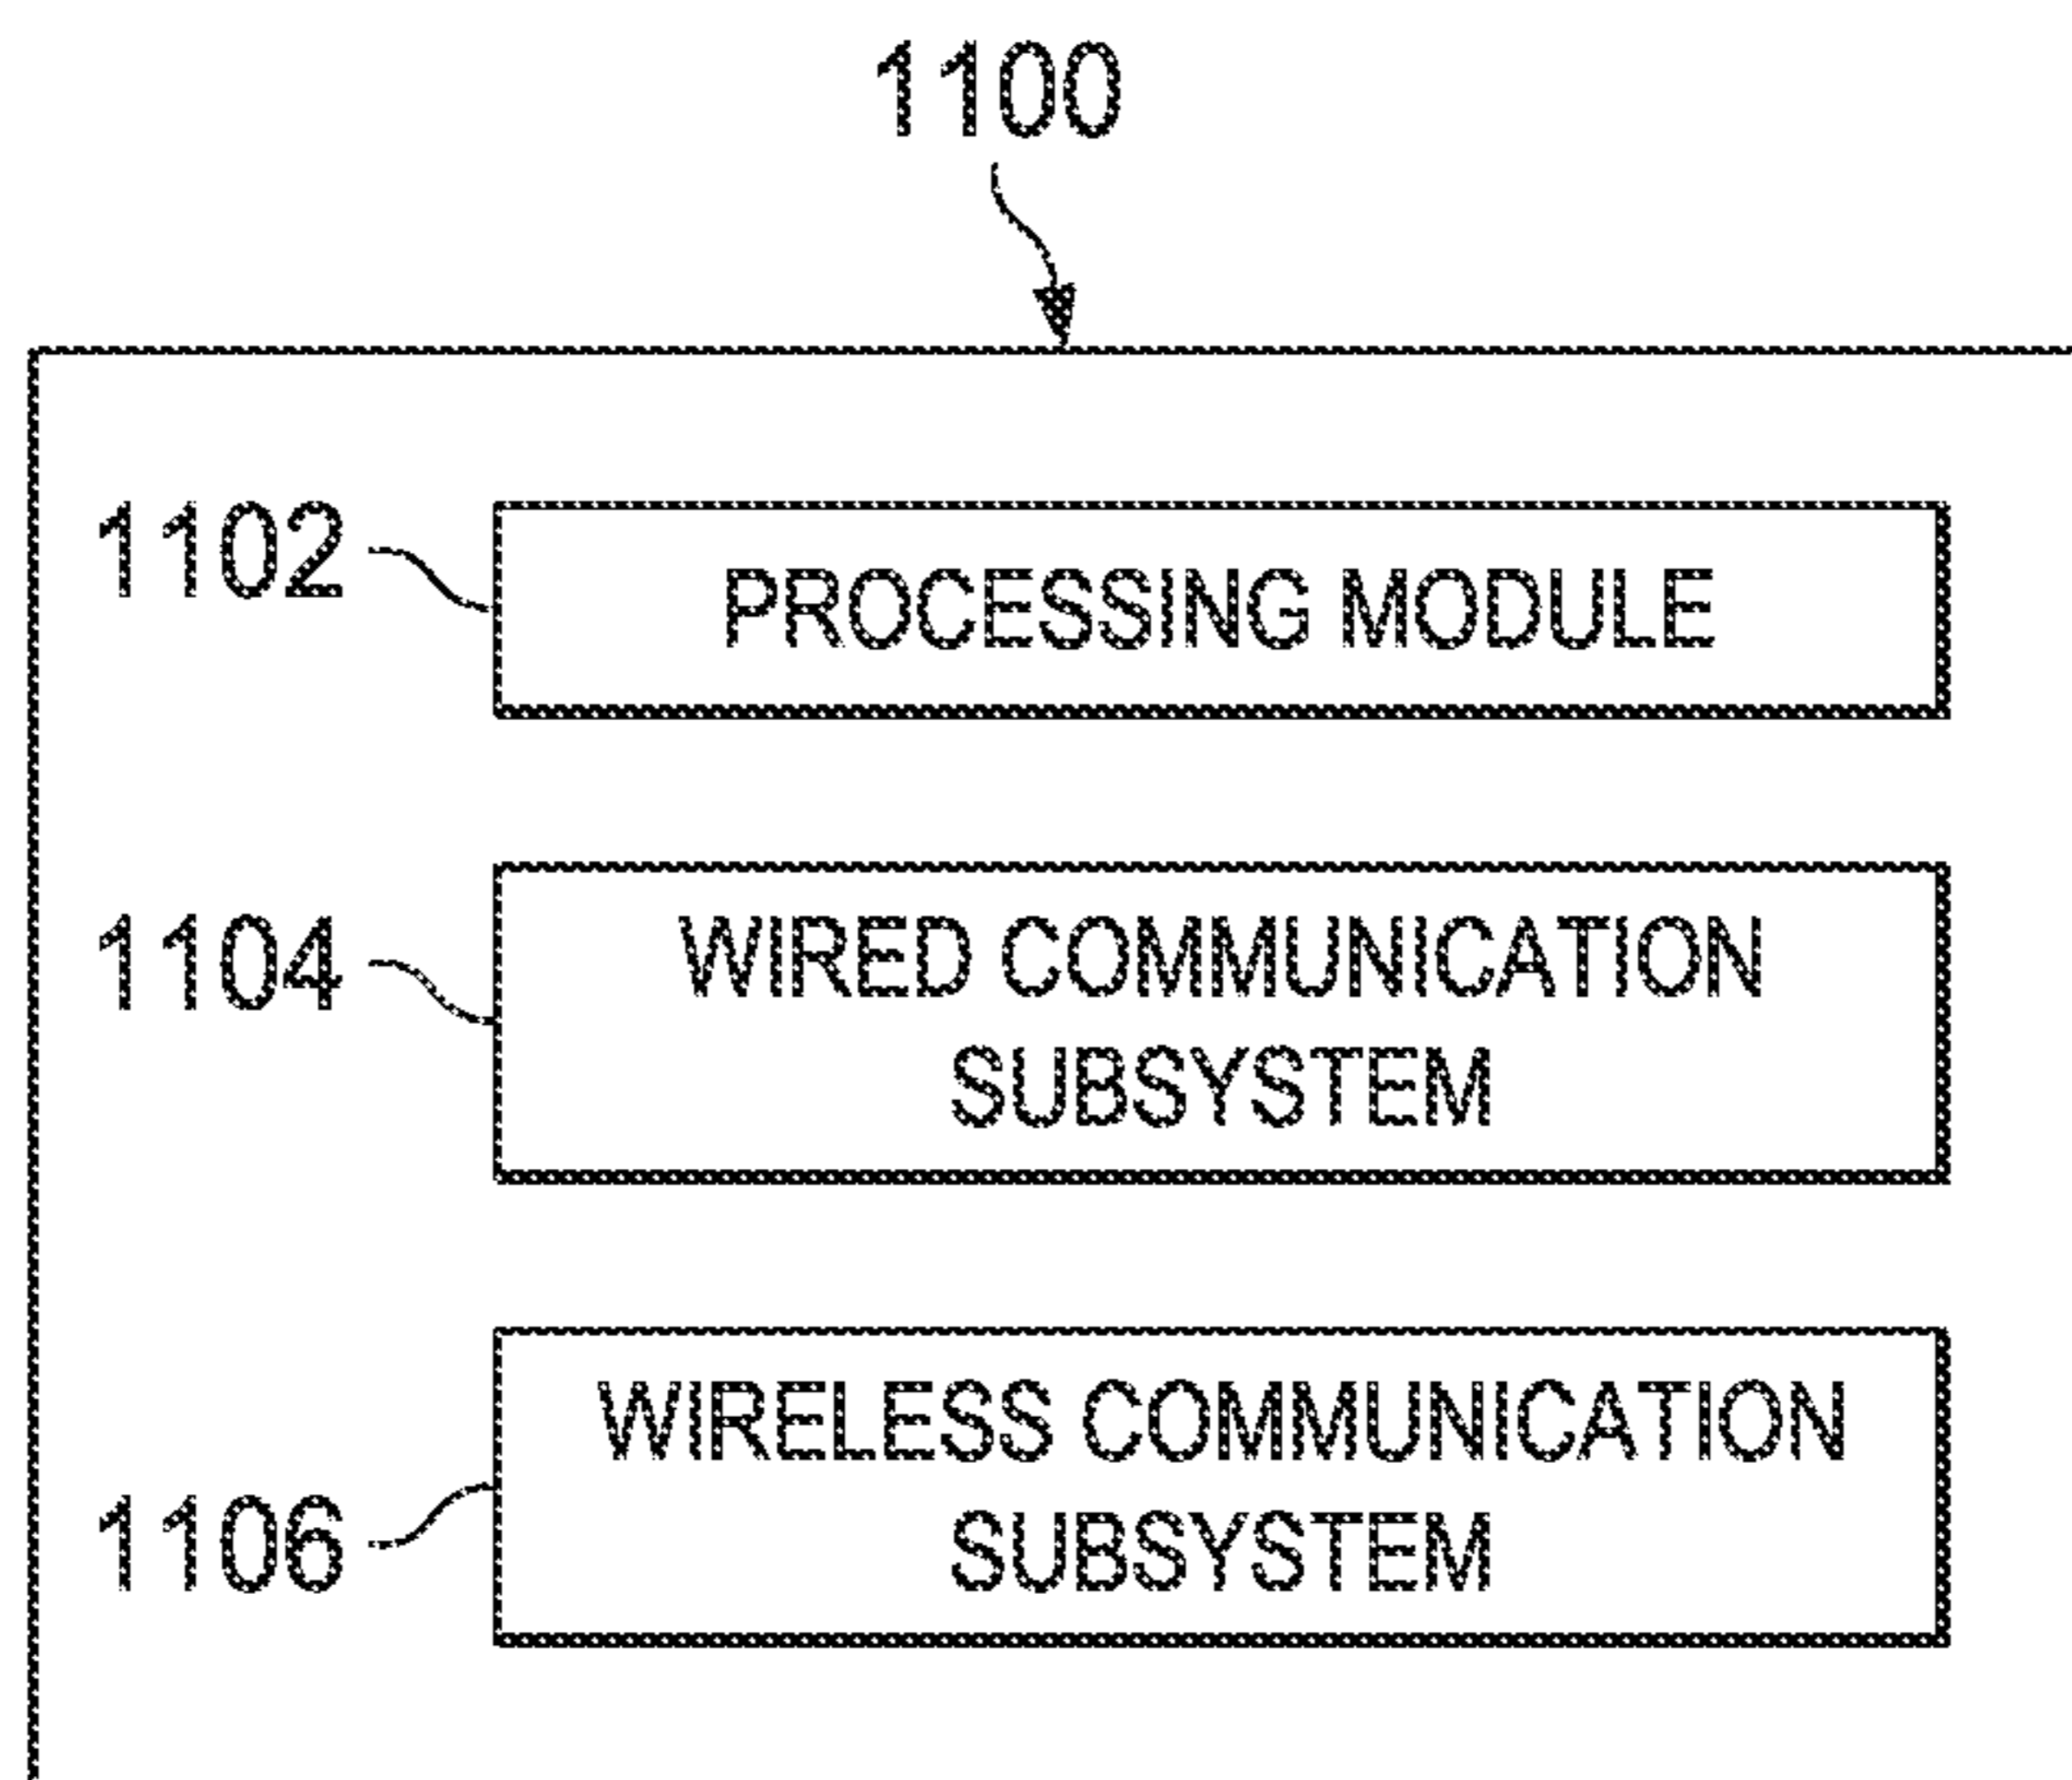 1100
1102
PROCESSING MODULE
1104
WIRED COMMUNICATION
SUBSYSTEM
WIRELESS COMMUNICATION
SUBSYSTEM
1106